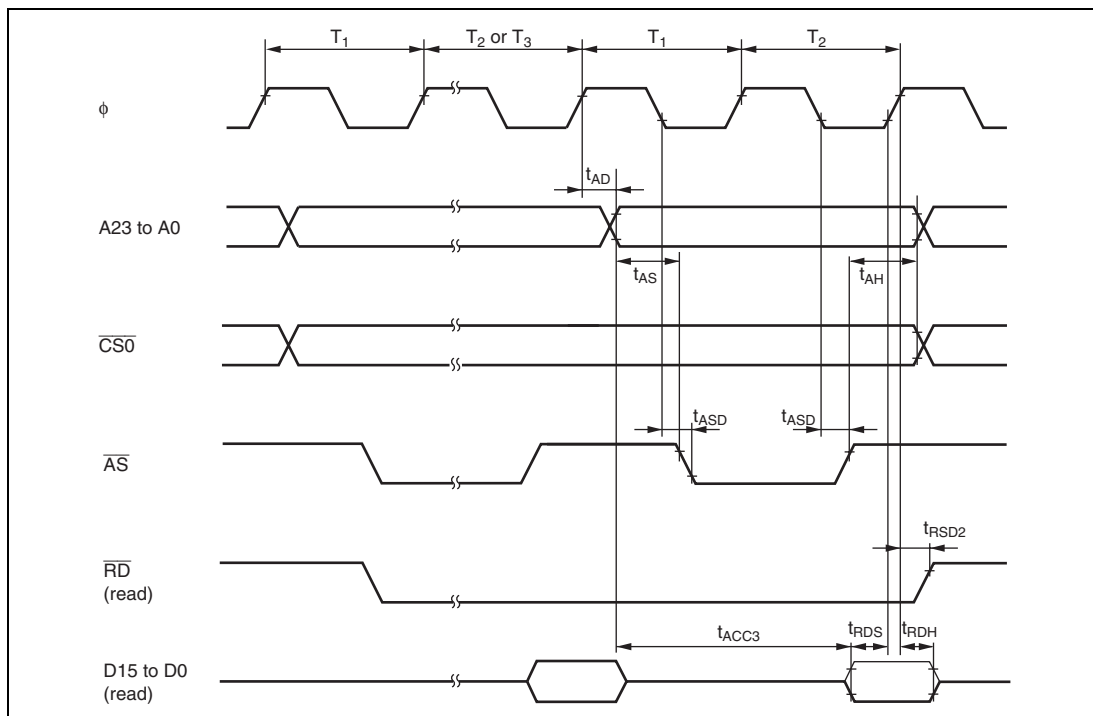 T1 T2 or T3 T1 T2
ϕ
tAD
A23 to A0
tAS tAH
CS0
tASD tASD
AS
tRSD2
RD
(read)
tACC3 tRDS tRDH
D15 to D0
(read)